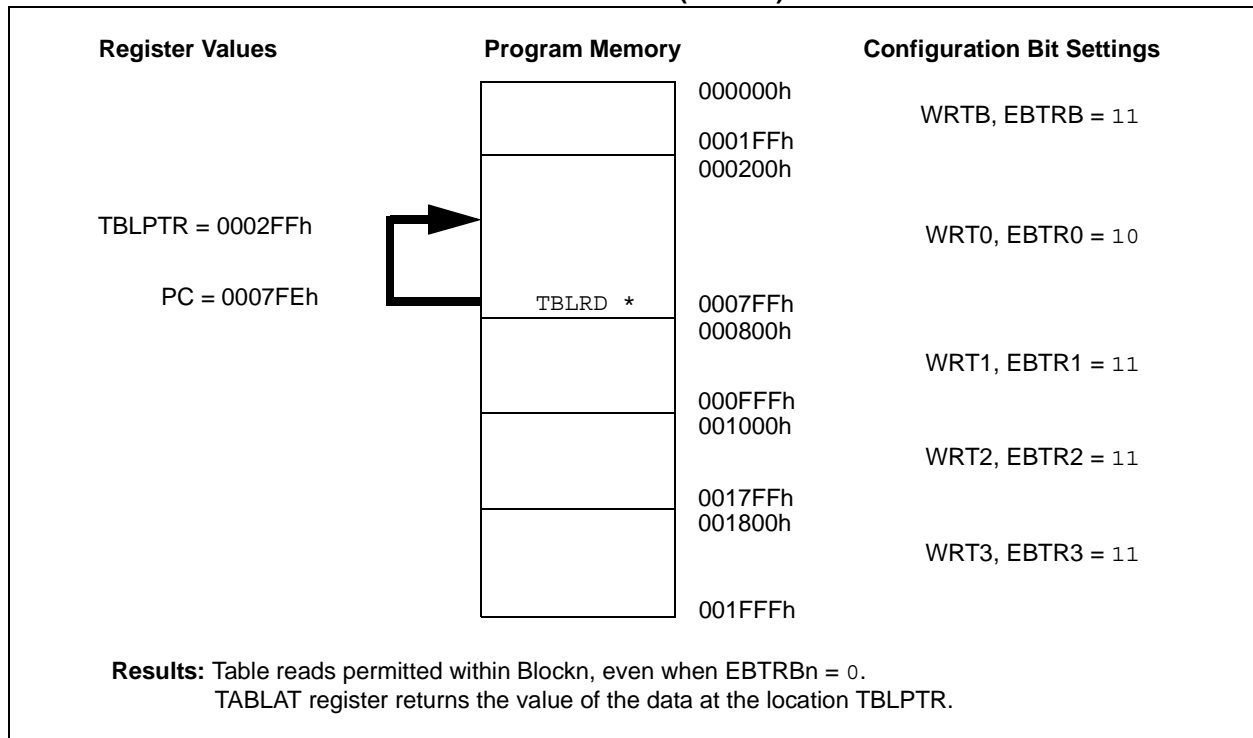 Register Values Program Memory Configuration Bit Settings
000000h
WRTB, EBTRB = 11
0001FFh
000200h
TBLPTR = 0002FFh
WRT0, EBTR0 = 10
PC = 0007FEh
TBLRD *
0007FFh
000800h
WRT1, EBTR1 = 11
000FFFh
001000h
WRT2, EBTR2 = 11
0017FFh
001800h
WRT3, EBTR3 = 11
001FFFh
Results: Table reads permitted within Blockn, even when EBTRBn = 0.
TABLAT register returns the value of the data at the location TBLPTR.